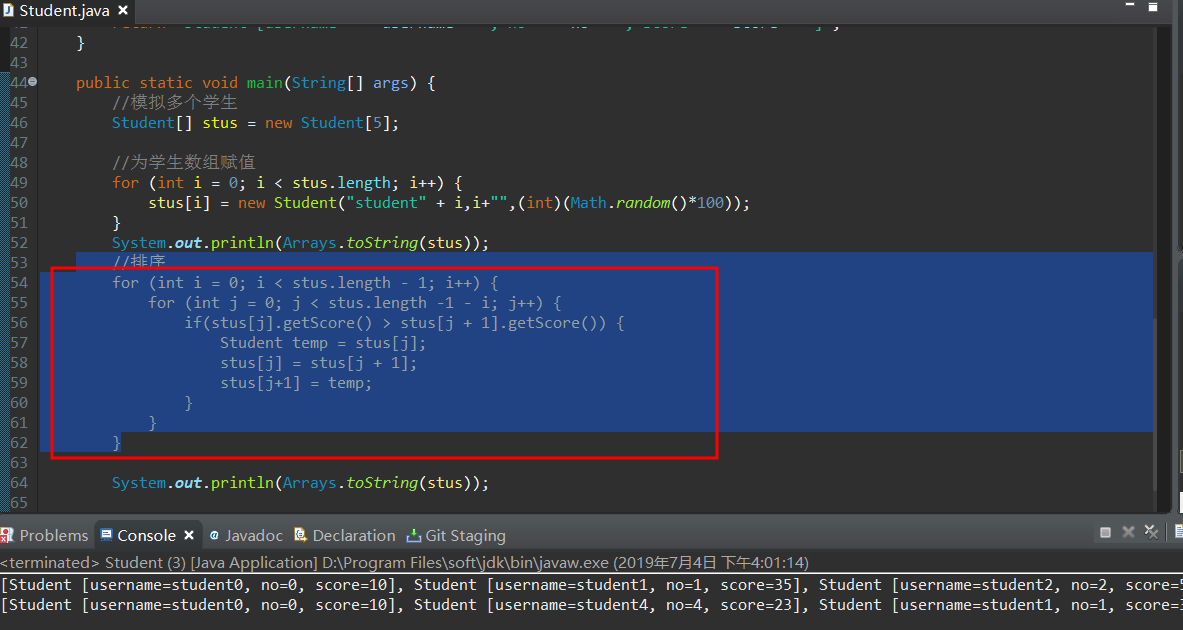 Student.java
42 }
43
44 public static void main(String[] args) {
45 //模拟多个学生
46 Student[] stus = new Student[5];
47
48 //为学生数组赋值
49 for (int i = 0; i < stus.length; i++) {
50 stus[i] = new Student("student" + i,i+"",(int)(Math.random()*100));
51 }
52 System.out.println(Arrays.toString(stus));
53 //排序
54 for (int i = 0; i < stus.length - 1; i++) {
55 for (int j = 0; j < stus.length -1 - i; j++) {
56 if(stus[j].getScore() > stus[j + 1].getScore()) {
57 Student temp = stus[j];
58 stus[j] = stus[j + 1];
59 stus[j+1] = temp;
60 }
61 }
62 }
63
64 System.out.println(Arrays.toString(stus));
65
Problems Console Javadoc Declaration Git Staging
<terminated> Student (3) [Java Application] D:\Program Files\soft\jdk\bin\javaw.exe (2019年7月4日 下午4:01:14)
[Student [username=student0, no=0, score=10], Student [username=student1, no=1, score=35], Student [username=student2, no=2, score=
[Student [username=student0, no=0, score=10], Student [username=student4, no=4, score=23], Student [username=student1, no=1, score=